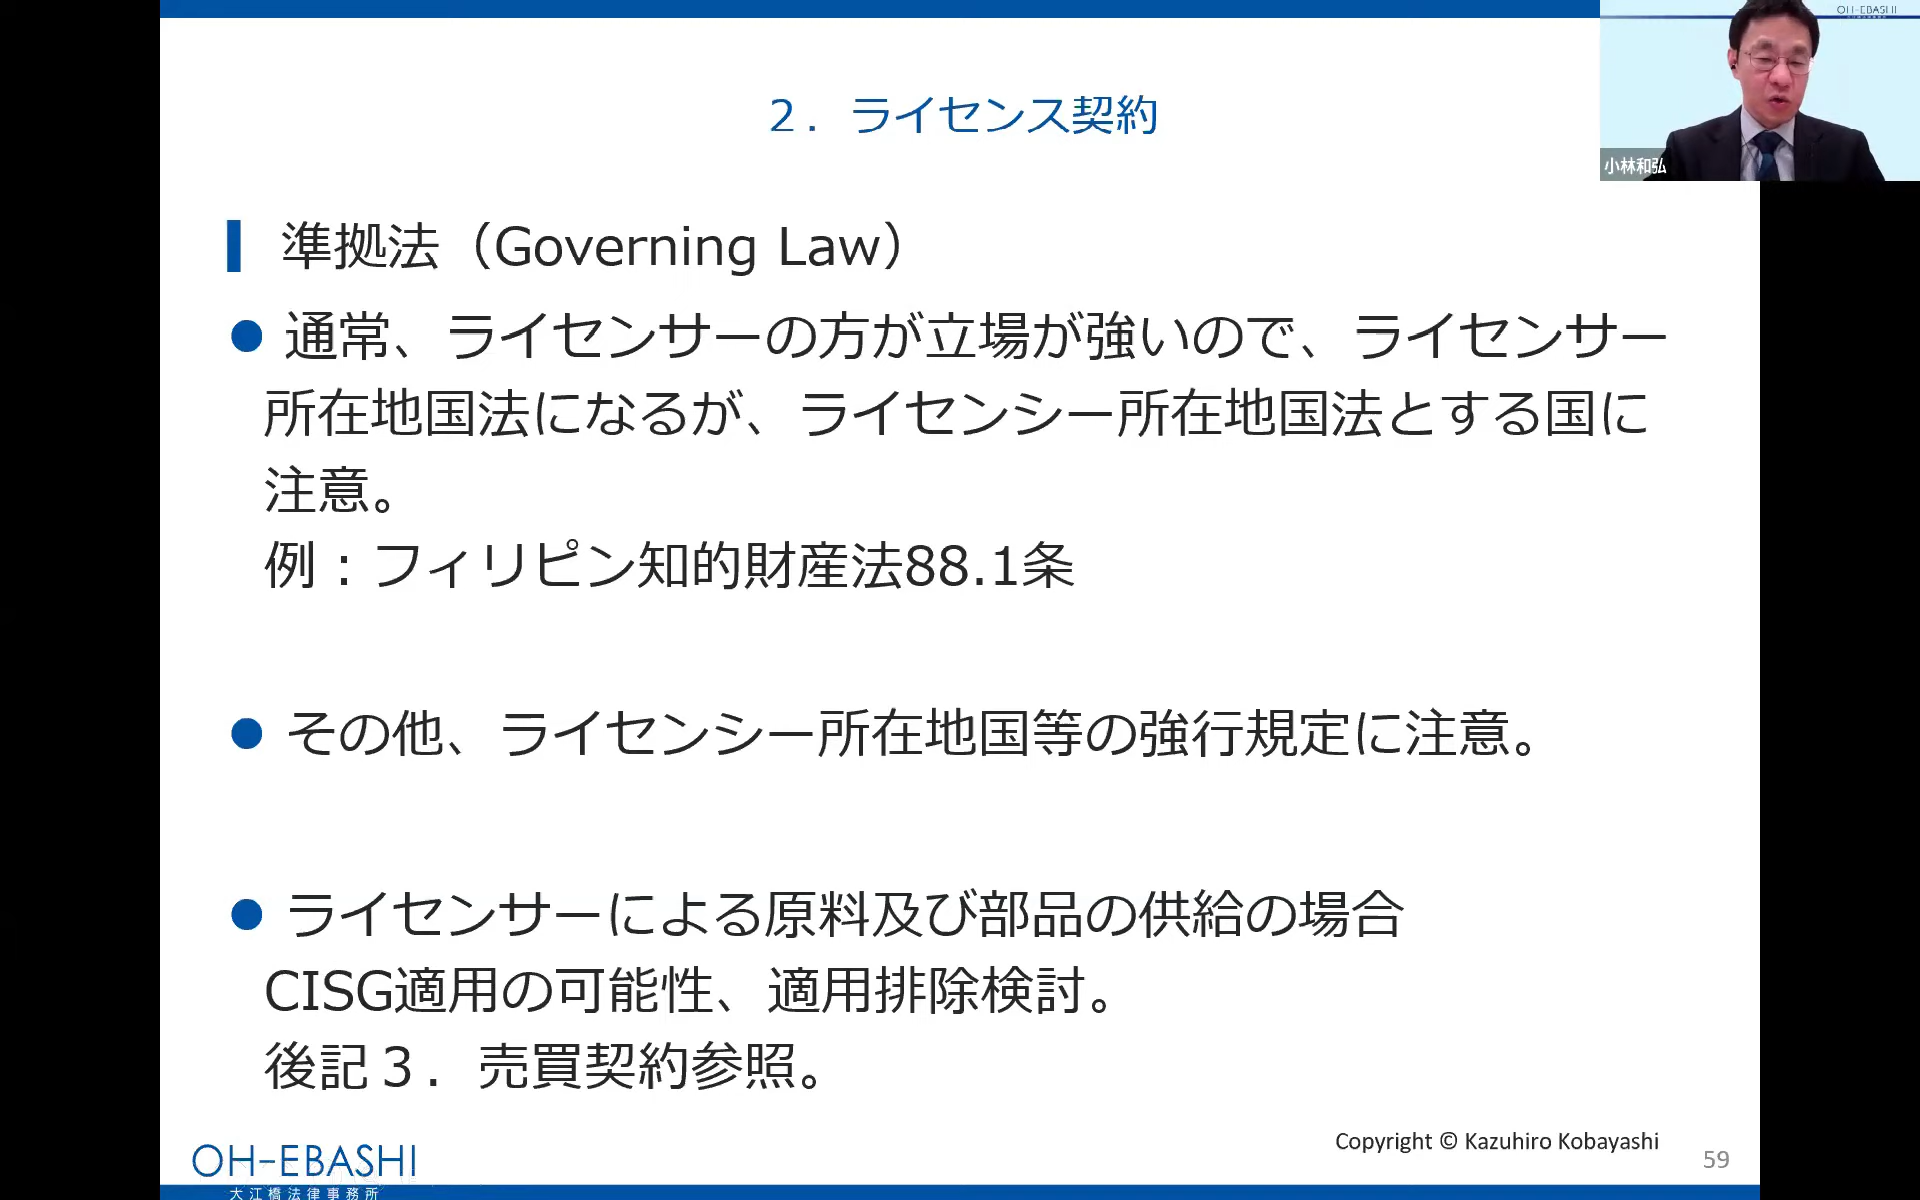 OH-EBASHI
小林和弘
２．ライセンス契約
準拠法（Governing Law）
通常、ライセンサーの方が立場が強いので、ライセンサー
所在地国法になるが、ライセンシー所在地国法とする国に
注意。
例：フィリピン知的財産法88.1条
その他、ライセンシー所在地国等の強行規定に注意。
ライセンサーによる原料及び部品の供給の場合
CISG適用の可能性、適用排除検討。
後記３．売買契約参照。
Copyright © Kazuhiro Kobayashi
59
OH-EBASHI
大江橋法律事務所